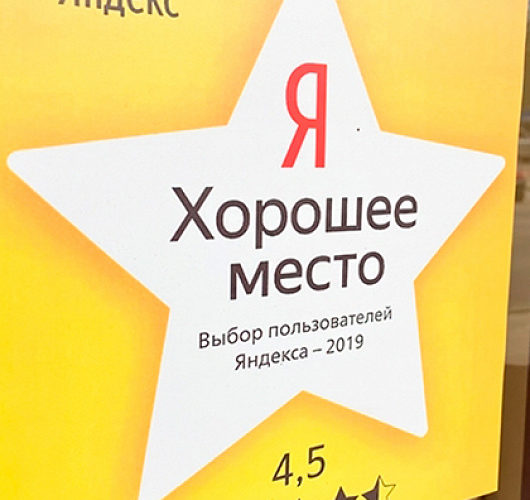 Яндекс
Я
Хорошее
место
Выбор пользователей
Яндекса – 2019
4,5